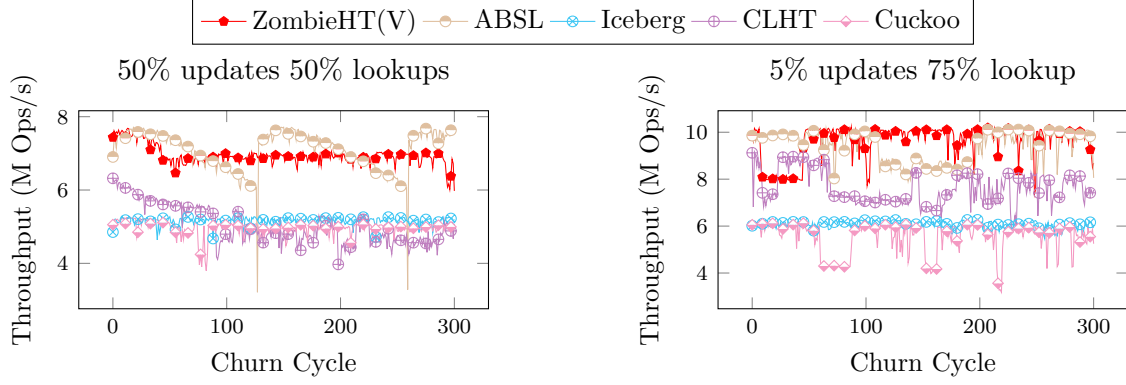 ZombieHT(V) ABSL Iceberg CLHT Cuckoo
50% updates 50% lookups
Throughput (M Ops/s)
8
6
4
0 100 200 300
Churn Cycle
5% updates 75% lookup
Throughput (M Ops/s)
10
8
6
4
0 100 200 300
Churn Cycle